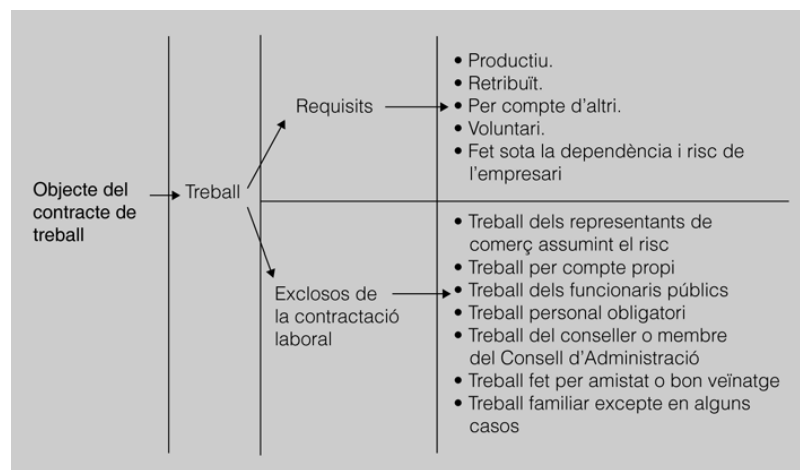 Objecte del
contracte de
treball
Treball
Requisits
• Productiu.
• Retribuït.
• Per compte d'altri.
• Voluntari.
• Fet sota la dependència i risc de
l'empresari
Exclosos de
la contractació
laboral
• Treball dels representants de
comerç assumint el risc
• Treball per compte propi
• Treball dels funcionaris públics
• Treball personal obligatori
• Treball del conseller o membre
del Consell d'Administració
• Treball fet per amistat o bon veïnatge
• Treball familiar excepte en alguns
casos